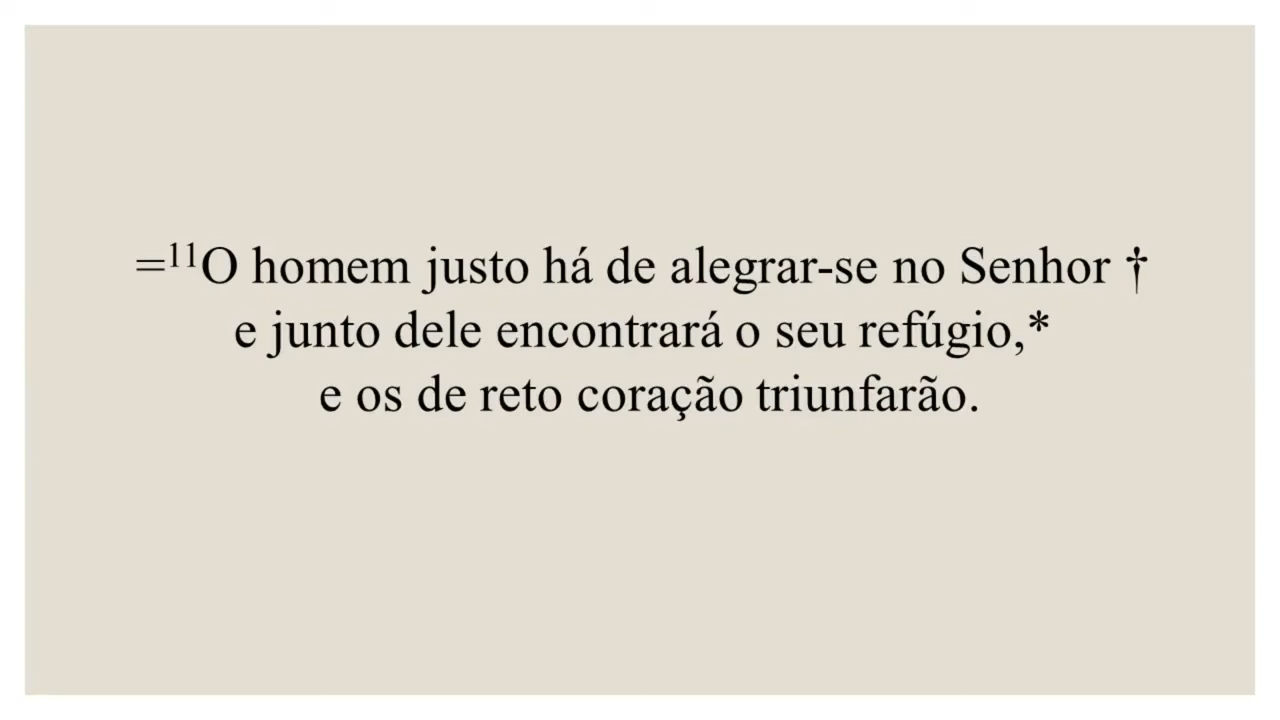 =¹¹O homem justo há de alegrar-se no Senhor †
e junto dele encontrará o seu refúgio,*
e os de reto coração triunfarão.